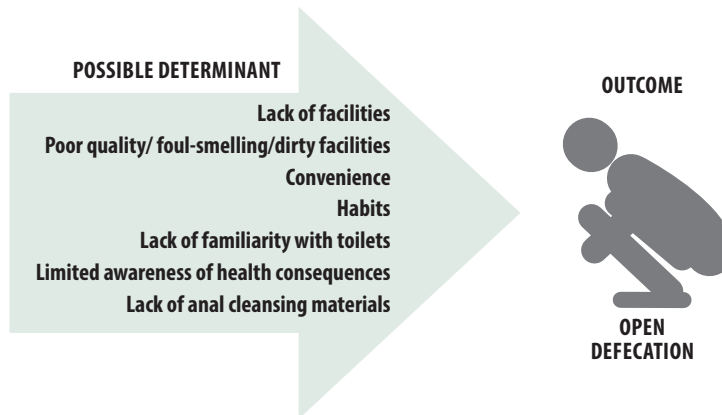 POSSIBLE DETERMINANT
Lack of facilities
Poor quality/ foul-smelling/dirty facilities
Convenience
Habits
Lack of familiarity with toilets
Limited awareness of health consequences
Lack of anal cleansing materials
OUTCOME
OPEN
DEFECATION